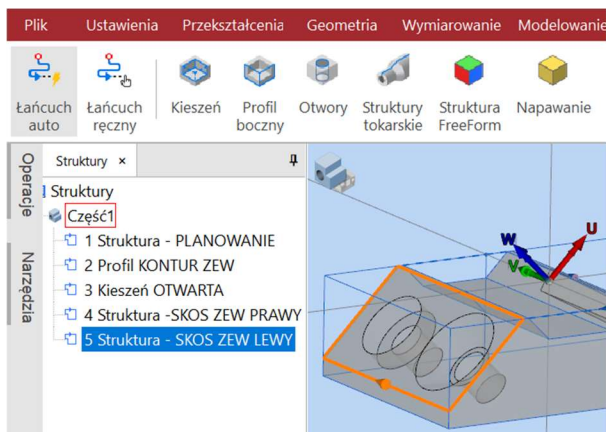 Plik Ustawienia Przekształcenia Geometria Wymiarowanie Modelowanie
Łańcuch auto
Łańcuch ręczny
Kieszeń
Profil boczny
Otwory
Struktury tokarskie
Struktura FreeForm
Napawanie
Operacje
Narzędzia
Struktury ×
Struktury
Część1
1 Struktura - PLANOWANIE
2 Profil KONTUR ZEW
3 Kieszeń OTWARTA
4 Struktura -SKOS ZEW PRAWY
5 Struktura - SKOS ZEW LEWY
W
U
V